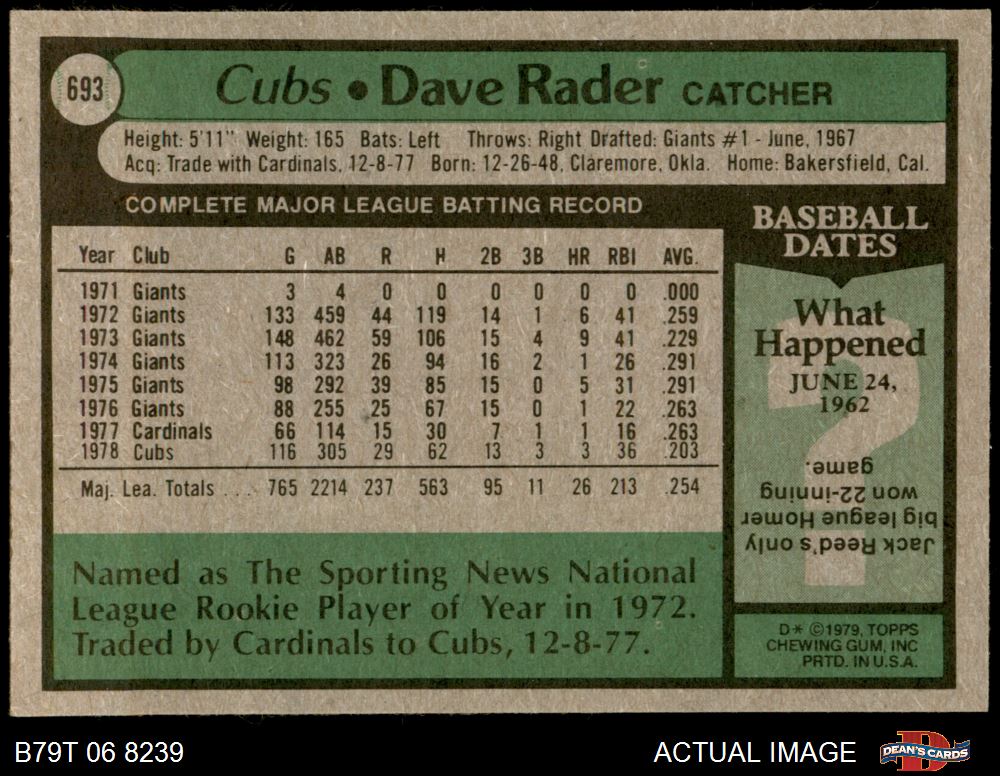 693
Cubs • Dave Rader CATCHER
Height: 5'11" Weight: 165 Bats: Left Throws: Right Drafted: Giants #1 - June, 1967
Acq: Trade with Cardinals, 12-8-77 Born: 12-26-48, Claremore, Okla. Home: Bakersfield, Cal.
COMPLETE MAJOR LEAGUE BATTING RECORD
Year Club G AB R H 2B 3B HR RBI AVG.
1971 Giants 3 4 0 0 0 0 0 0 .000
1972 Giants 133 459 44 119 14 1 6 41 .259
1973 Giants 148 462 59 106 15 4 9 41 .229
1974 Giants 113 323 26 94 16 2 1 26 .291
1975 Giants 98 292 39 85 15 0 5 31 .291
1976 Giants 88 255 25 67 15 0 1 22 .263
1977 Cardinals 66 114 15 30 7 1 1 16 .263
1978 Cubs 116 305 29 62 13 3 3 36 .203
Maj. Lea. Totals ... 765 2214 237 563 95 11 26 213 .254
Named as The Sporting News National
League Rookie Player of Year in 1972.
Traded by Cardinals to Cubs, 12-8-77.
BASEBALL
DATES
What
Happened
JUNE 24,
1962
?
Jack Reed's only
big league Homer
won 22-inning
game.
D* ©1979, TOPPS
CHEWING GUM, INC
PRTD. IN U.S.A.
B79T 06 8239
ACTUAL IMAGE
D
DEAN'S CARDS